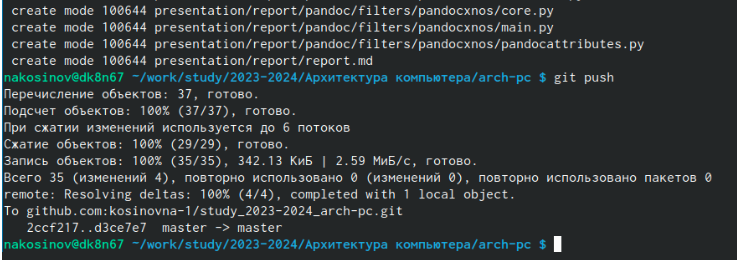 create mode 100644 presentation/report/pandoc/filters/pandocxnos/core.py
create mode 100644 presentation/report/pandoc/filters/pandocxnos/main.py
create mode 100644 presentation/report/pandoc/filters/pandocxnos/pandocattributes.py
create mode 100644 presentation/report/report.md
nakosinov@dk8n67 ~/work/study/2023-2024/Архитектура компьютера/arch-pc $ git push
Перечисление объектов: 37, готово.
Подсчет объектов: 100% (37/37), готово.
При сжатии изменений используется до 6 потоков
Сжатие объектов: 100% (29/29), готово.
Запись объектов: 100% (35/35), 342.13 КиБ | 2.59 МиБ/с, готово.
Всего 35 (изменений 4), повторно использовано 0 (изменений 0), повторно использовано пакетов 0
remote: Resolving deltas: 100% (4/4), completed with 1 local object.
To github.com:kosinovna-1/study_2023-2024_arch-pc.git
2ccf217..d3ce7e7 master -> master
nakosinov@dk8n67 ~/work/study/2023-2024/Архитектура компьютера/arch-pc $